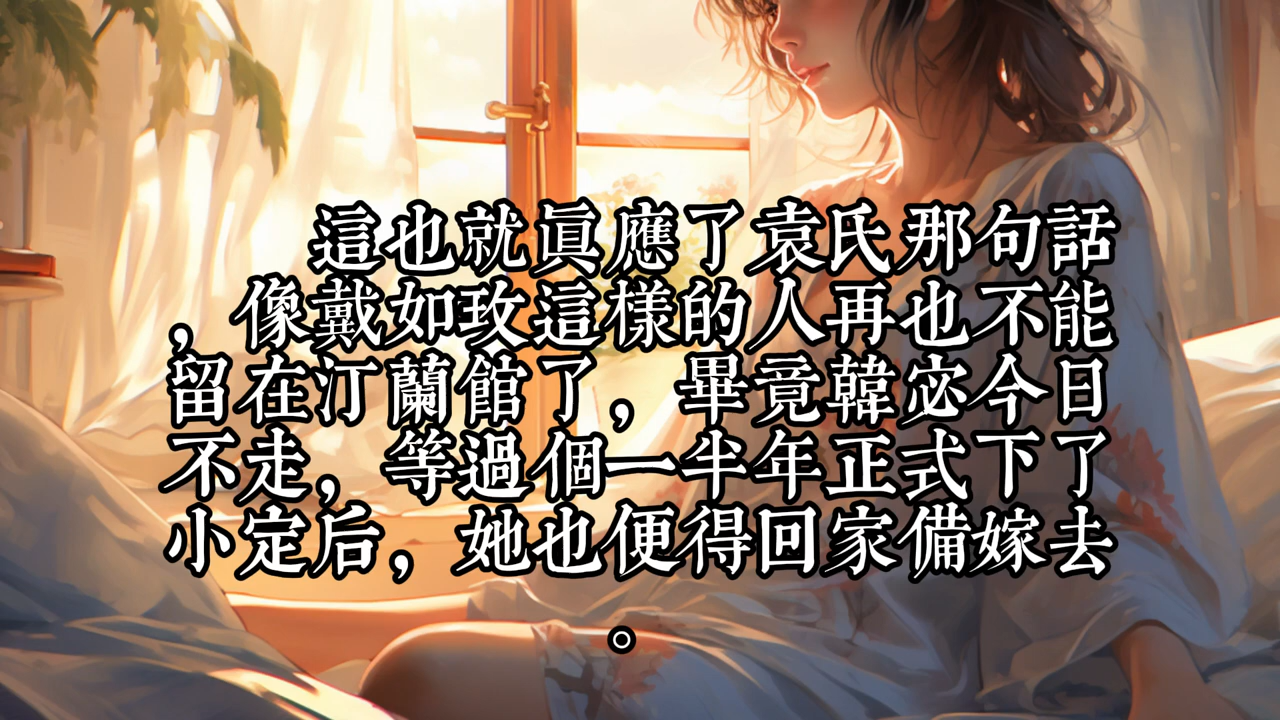 這也就眞應了袁氏那句話
，像戴如玫這樣的人再也不能
留在汀蘭館了，畢竟韓宓今日
不走，等過個一半年正式下了
小定后，她也便得回家備嫁去
。